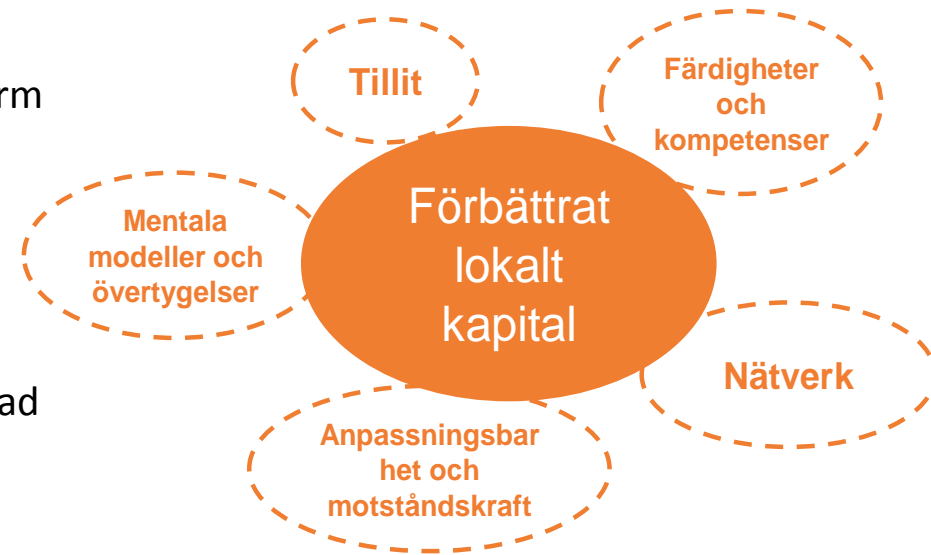 rm
Tillit
Färdigheter
och
kompetenser
Mentala
modeller och
övertygelser
Förbättrat
lokalt
kapital
Nätverk
ad
Anpassningsbar
het och
motståndskraft